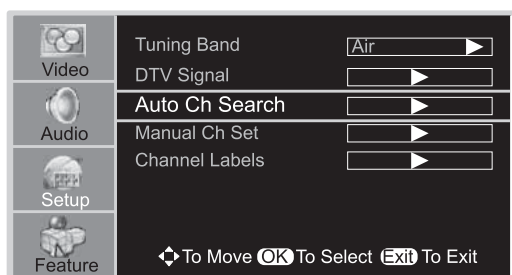 Video
Audio
Setup
Feature
Tuning Band Air
DTV Signal
Auto Ch Search
Manual Ch Set
Channel Labels
To Move OK To Select Exit To Exit